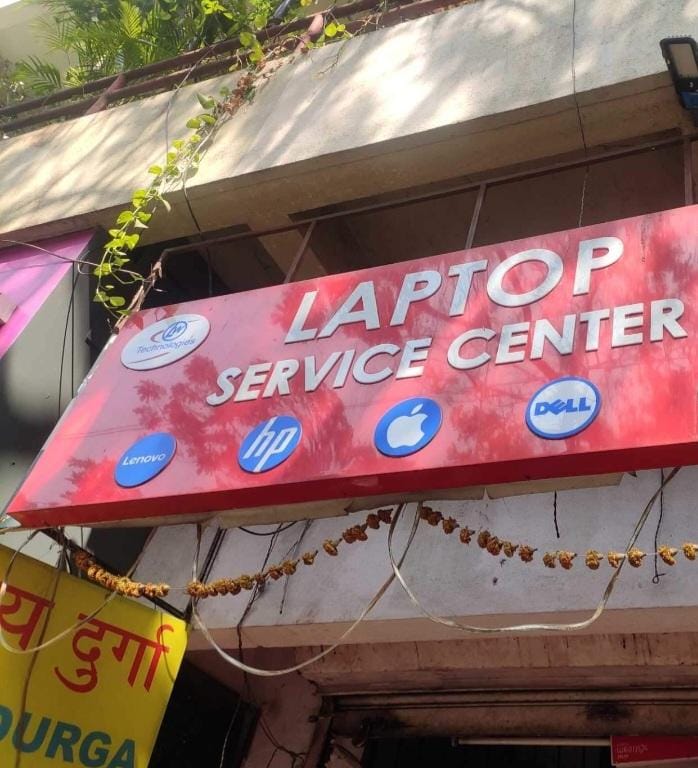 LAPTOP
SERVICE CENTER
Technologies
Lenovo
hp
DELL
य दुर्गा
DURGA